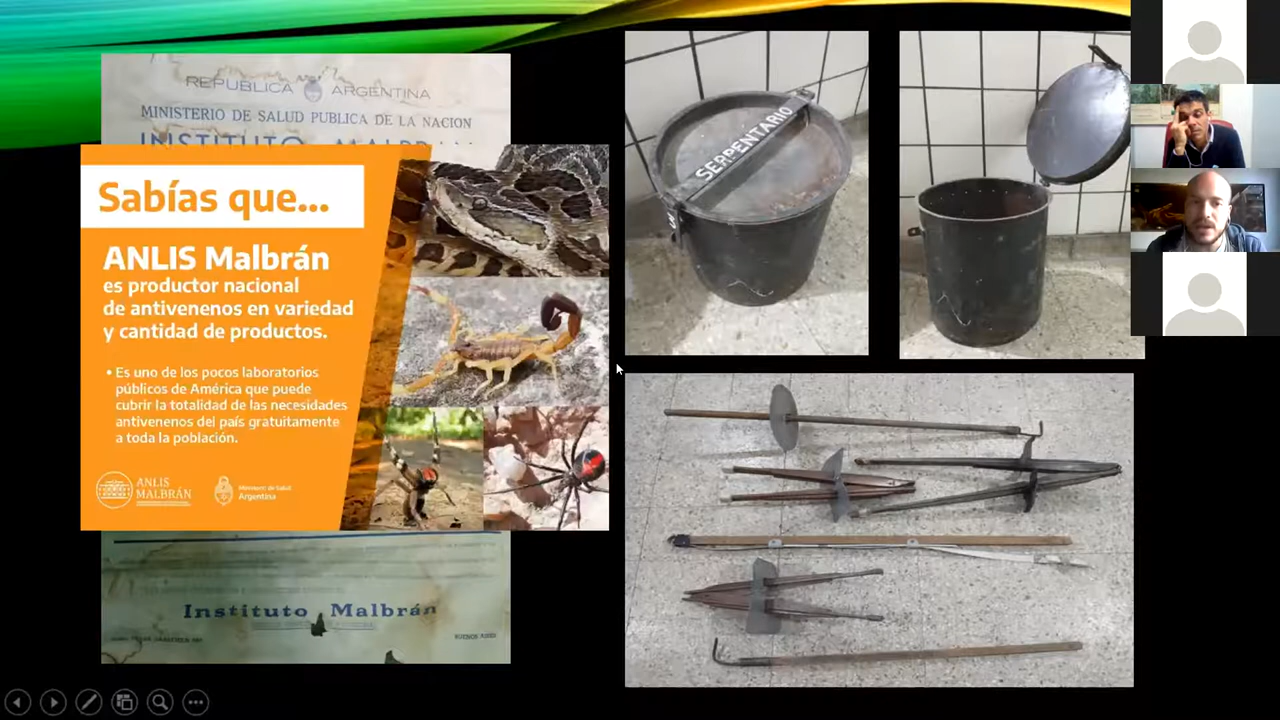 REPUBLICA ARGENTINA
MINISTERIO DE SALUD PUBLICA DE LA NACION
INSTITUTO MALBRAN
Sabías que...
ANLIS Malbrán
es productor nacional
de antivenenos en variedad
y cantidad de productos.
• Es uno de los pocos laboratorios
públicos de América que puede
cubrir la totalidad de las necesidades
antivenenos del país gratuitamente
a toda la población.
ANLIS
MALBRÁN
Ministerio de Salud
Argentina
Instituto Malbrán
BUENOS AIRES
SERPENTARIO